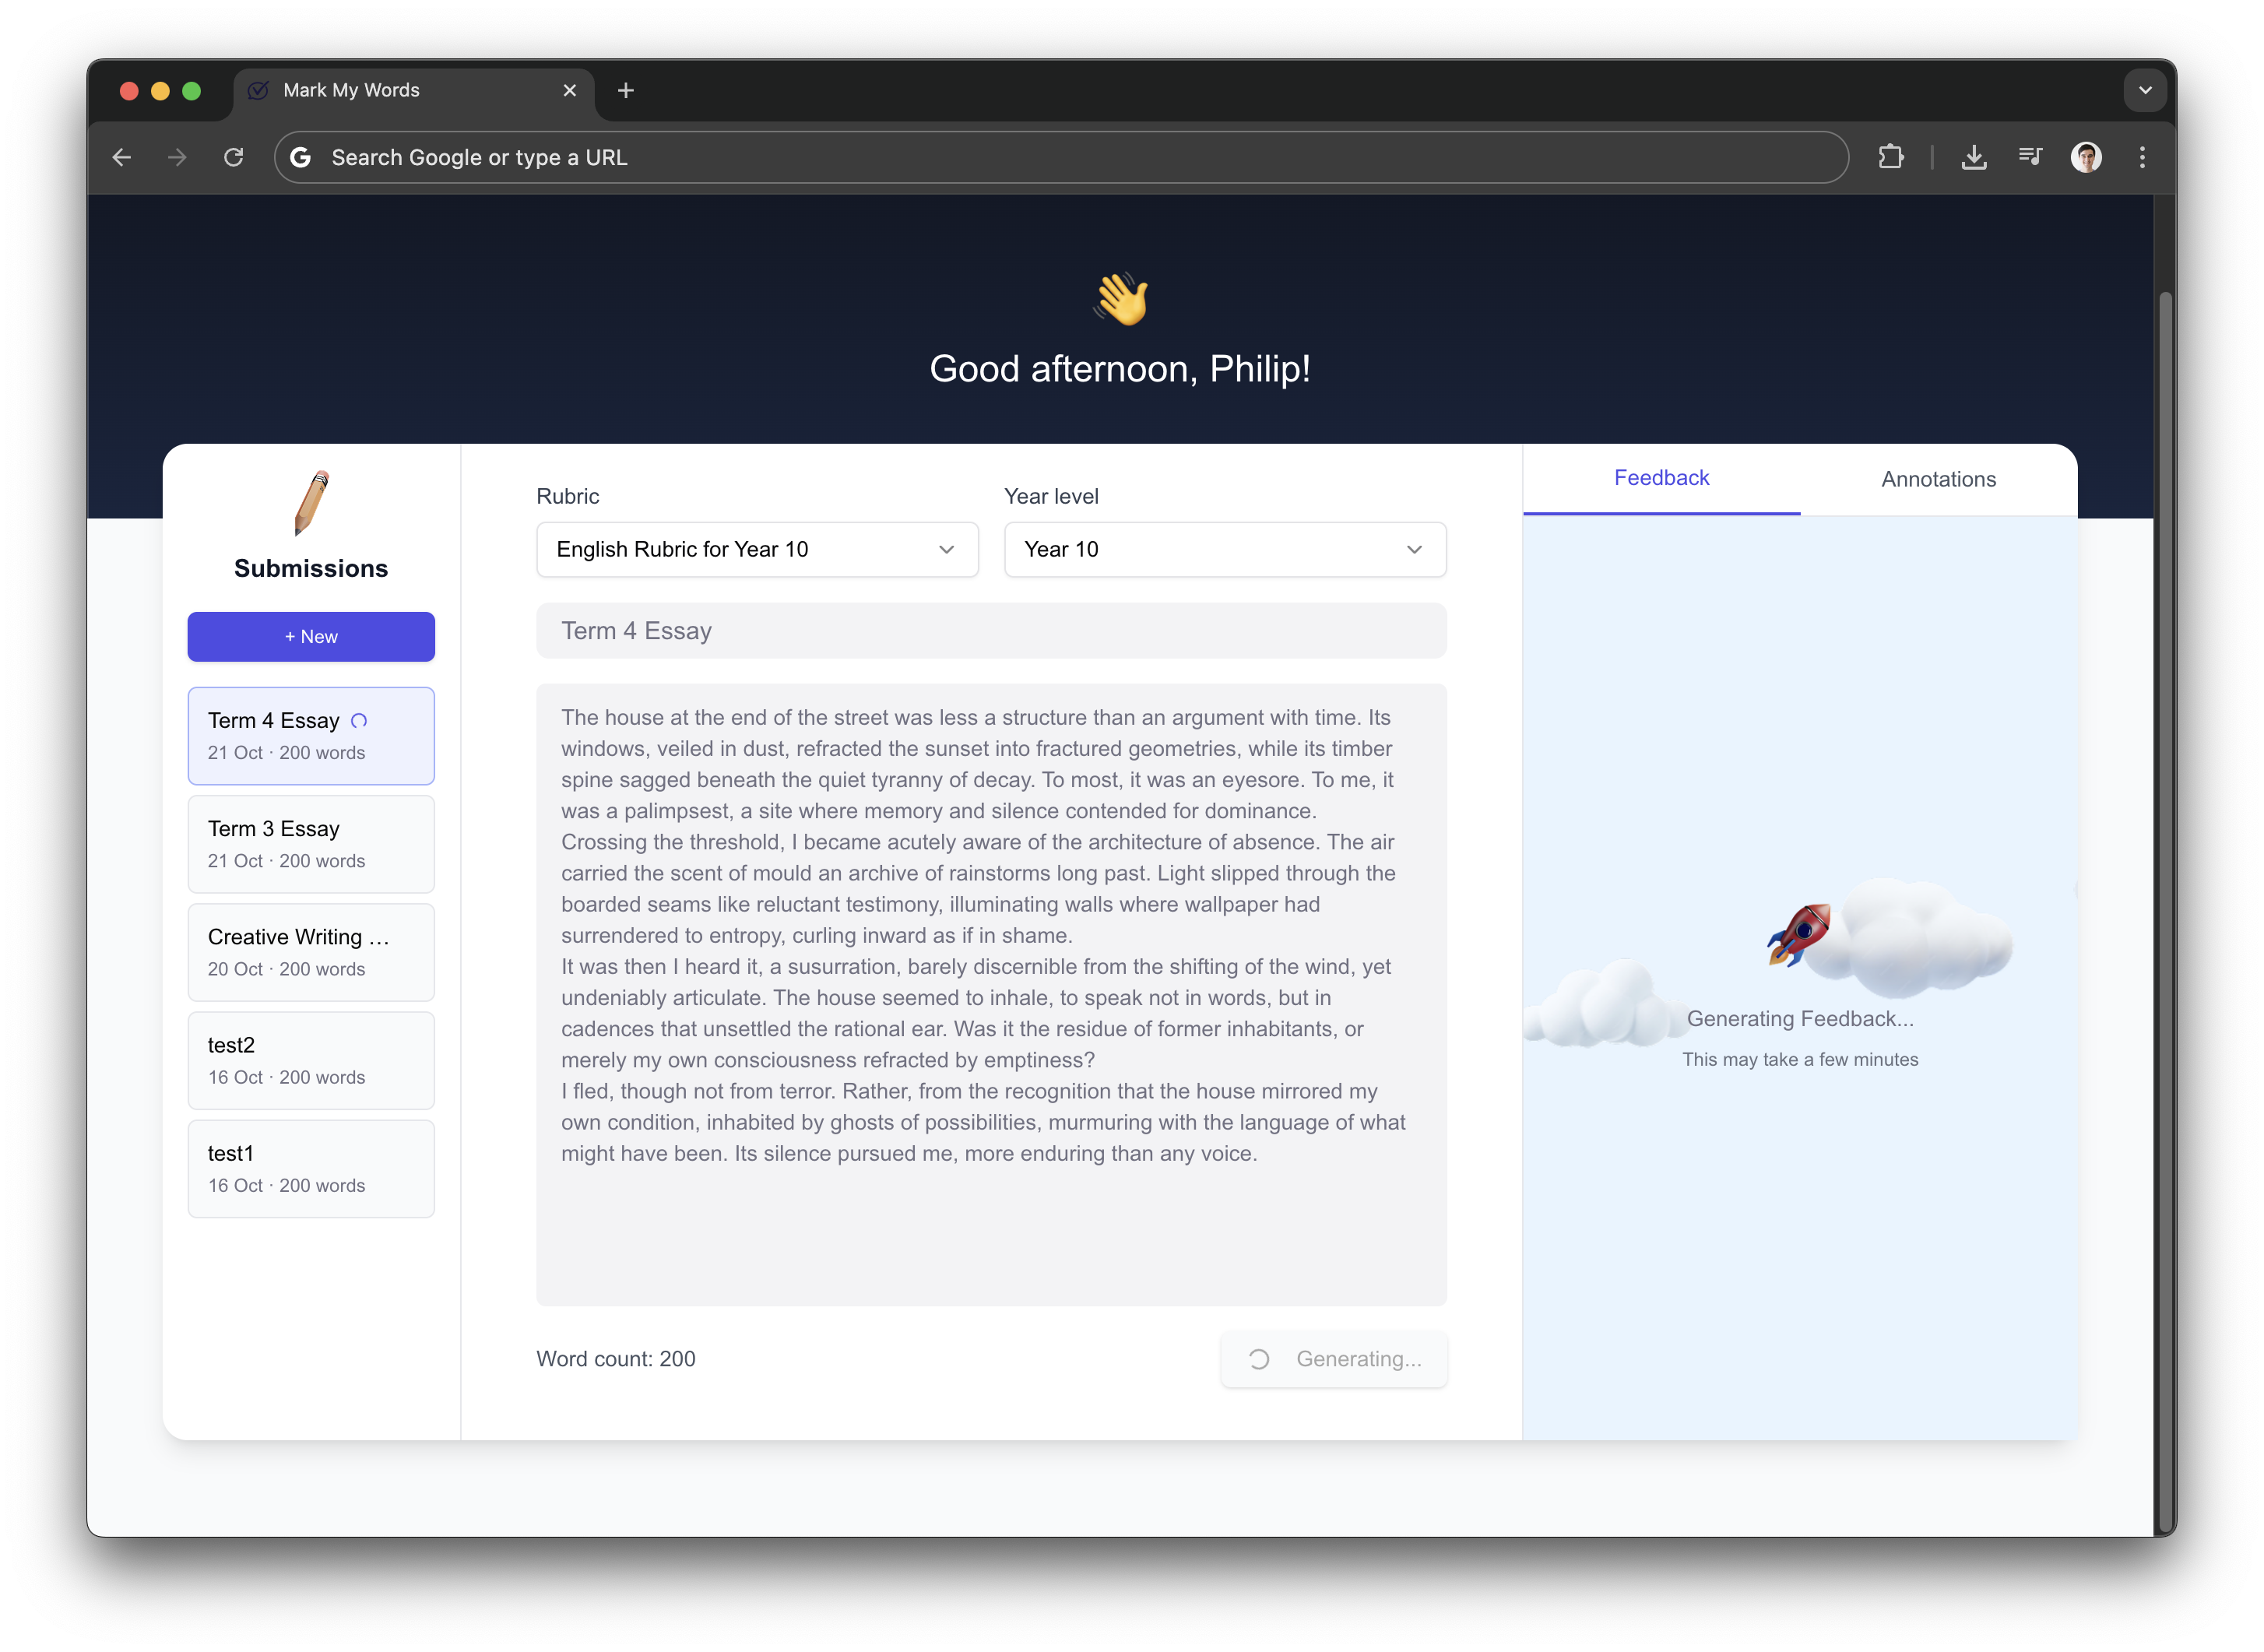 Mark My Words
Search Google or type a URL
Good afternoon, Philip!
Submissions
+ New
Term 4 Essay
21 Oct · 200 words
Term 3 Essay
21 Oct · 200 words
Creative Writing ...
20 Oct · 200 words
test2
16 Oct · 200 words
test1
16 Oct · 200 words
Rubric
English Rubric for Year 10
Year level
Year 10
Term 4 Essay
The house at the end of the street was less a structure than an argument with time. Its
windows, veiled in dust, refracted the sunset into fractured geometries, while its timber
spine sagged beneath the quiet tyranny of decay. To most, it was an eyesore. To me, it
was a palimpsest, a site where memory and silence contended for dominance.
Crossing the threshold, I became acutely aware of the architecture of absence. The air
carried the scent of mould an archive of rainstorms long past. Light slipped through the
boarded seams like reluctant testimony, illuminating walls where wallpaper had
surrendered to entropy, curling inward as if in shame.
It was then I heard it, a susurration, barely discernible from the shifting of the wind, yet
undeniably articulate. The house seemed to inhale, to speak not in words, but in
cadences that unsettled the rational ear. Was it the residue of former inhabitants, or
merely my own consciousness refracted by emptiness?
I fled, though not from terror. Rather, from the recognition that the house mirrored my
own condition, inhabited by ghosts of possibilities, murmuring with the language of what
might have been. Its silence pursued me, more enduring than any voice.
Word count: 200
Generating...
Feedback
Annotations
Generating Feedback...
This may take a few minutes